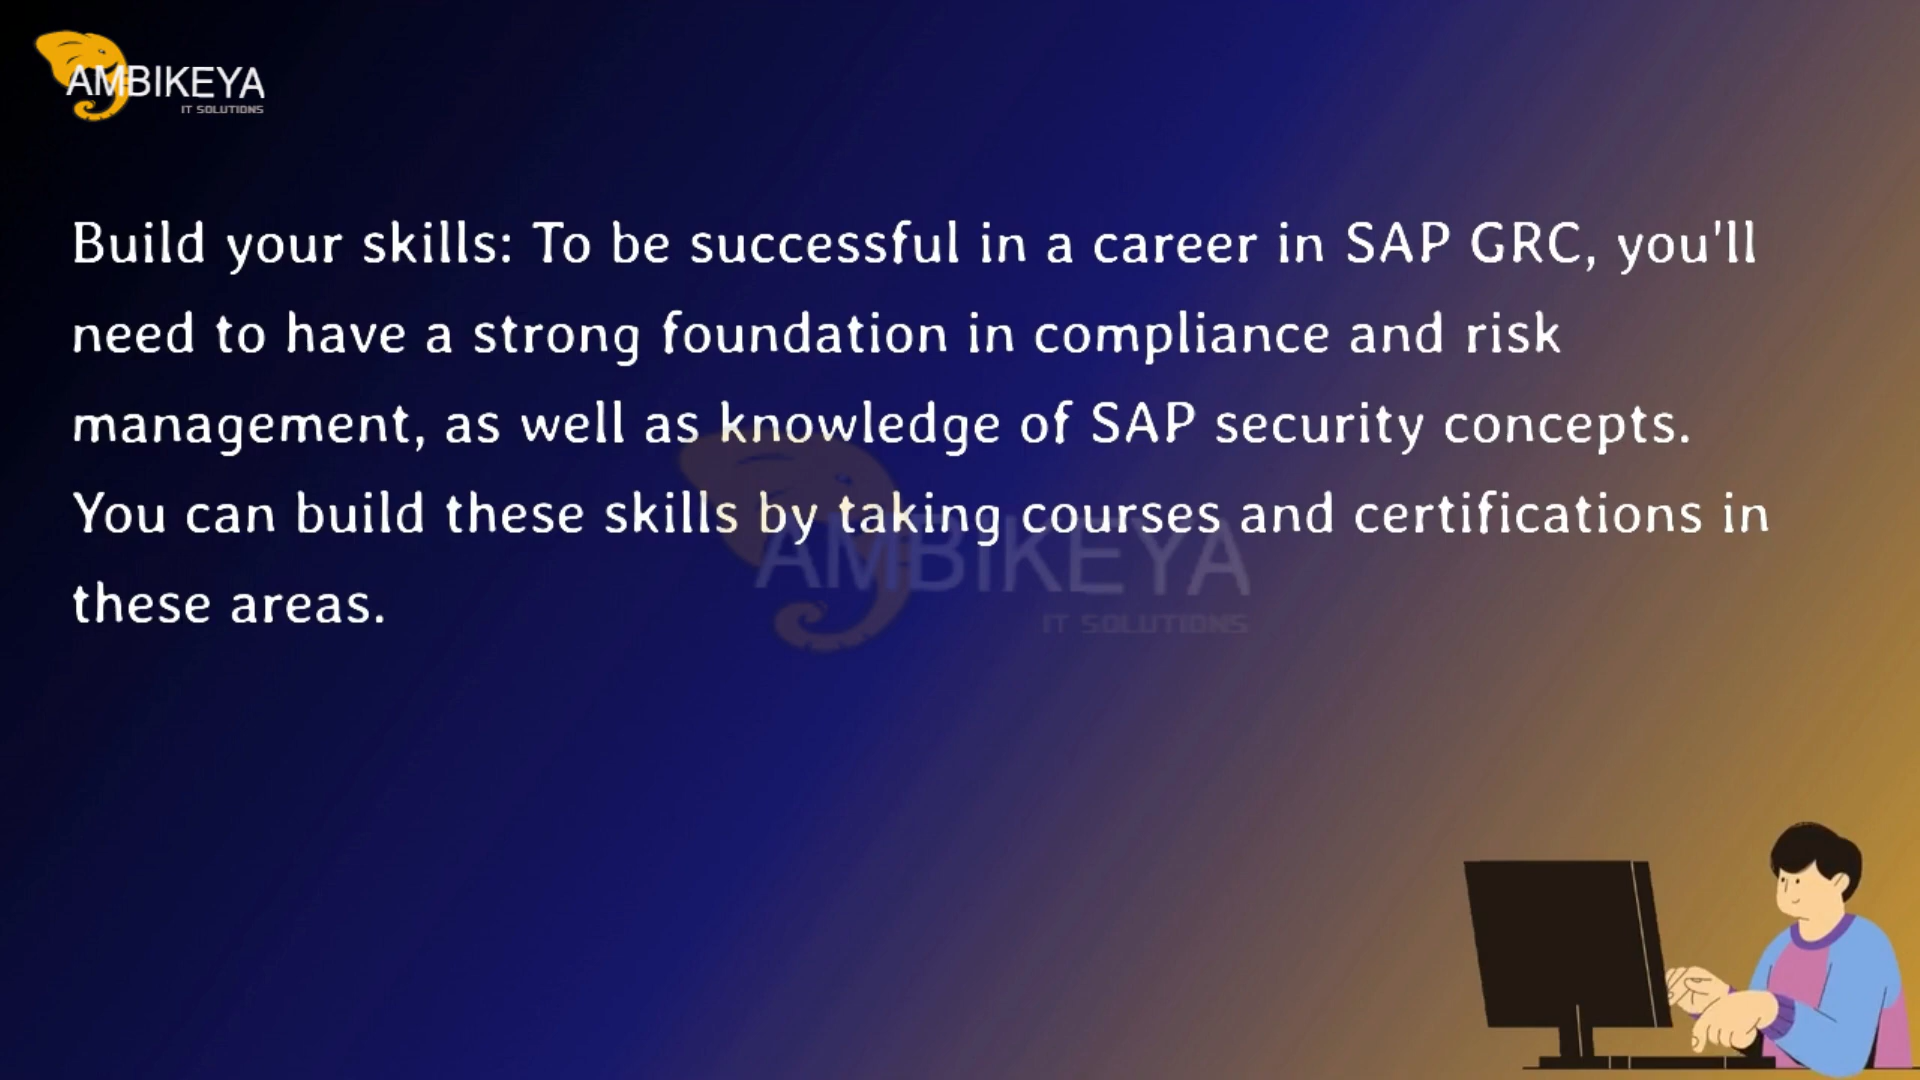 AMBIKEYA
IT SOLUTIONS
Build your skills: To be successful in a career in SAP GRC, you'll
need to have a strong foundation in compliance and risk
management, as well as knowledge of SAP security concepts.
You can build these skills by taking courses and certifications in
these areas.
AMBIKEYA
IT SOLUTIONS